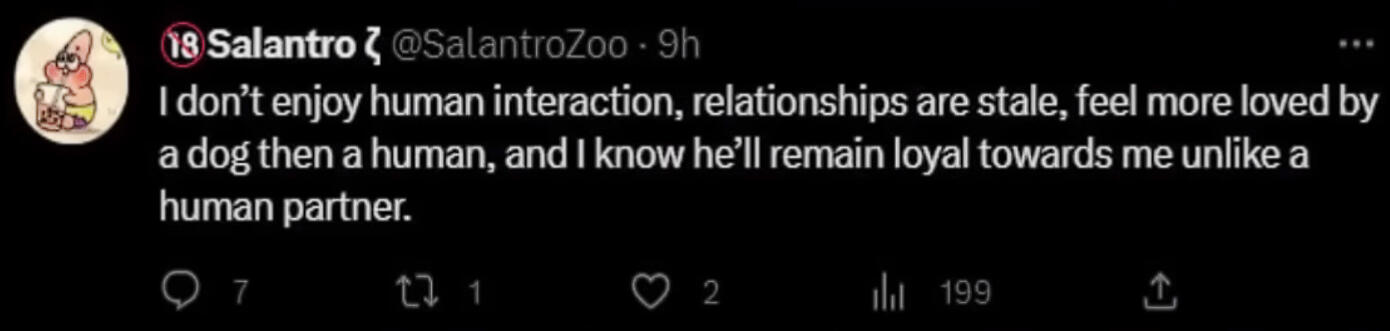 🔞Salantro ζ @SalantroZoo · 9h
I don't enjoy human interaction, relationships are stale, feel more loved by
a dog then a human, and I know he'll remain loyal towards me unlike a
human partner.
7 1 2 199